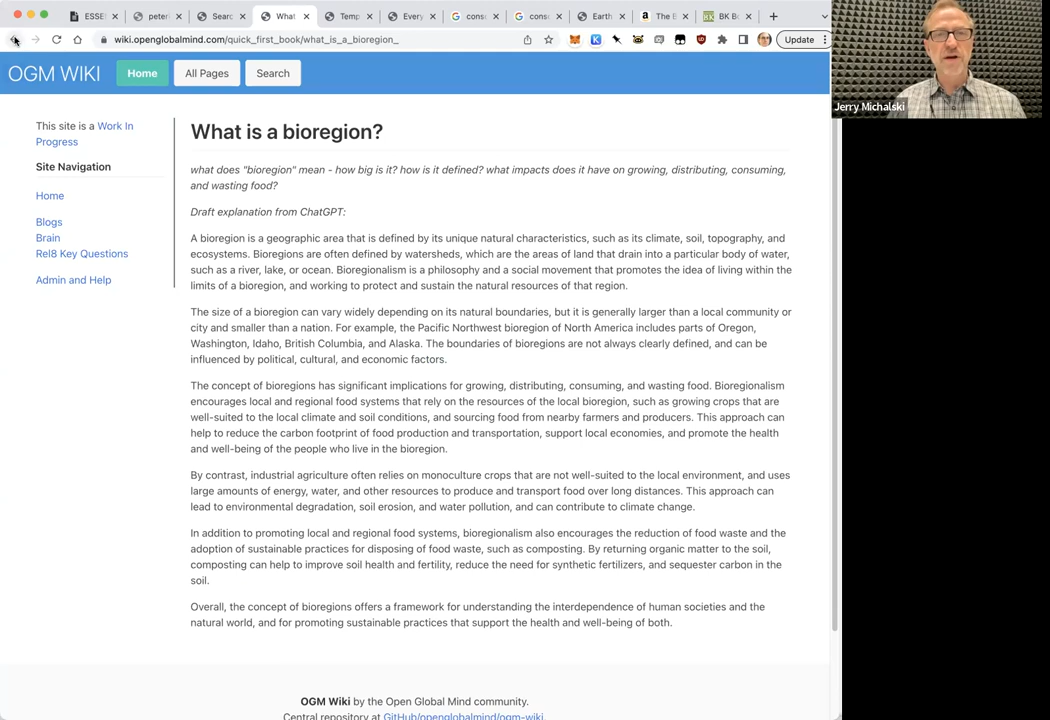 ESSE
peter
Searc
What
Temp
Every
conse
conse
Earth
The B
BK Bo
wiki.openglobalmind.com/quick_first_book/what_is_a_bioregion_
Update
OGM WIKI
Home
All Pages
Search
Jerry Michalski
This site is a Work In
Progress
Site Navigation
Home
Blogs
Brain
Rel8 Key Questions
Admin and Help
What is a bioregion?
what does "bioregion" mean - how big is it? how is it defined? what impacts does it have on growing, distributing, consuming,
and wasting food?
Draft explanation from ChatGPT:
A bioregion is a geographic area that is defined by its unique natural characteristics, such as its climate, soil, topography, and
ecosystems. Bioregions are often defined by watersheds, which are the areas of land that drain into a particular body of water,
such as a river, lake, or ocean. Bioregionalism is a philosophy and a social movement that promotes the idea of living within the
limits of a bioregion, and working to protect and sustain the natural resources of that region.
The size of a bioregion can vary widely depending on its natural boundaries, but it is generally larger than a local community or
city and smaller than a nation. For example, the Pacific Northwest bioregion of North America includes parts of Oregon,
Washington, Idaho, British Columbia, and Alaska. The boundaries of bioregions are not always clearly defined, and can be
influenced by political, cultural, and economic factors.
The concept of bioregions has significant implications for growing, distributing, consuming, and wasting food. Bioregionalism
encourages local and regional food systems that rely on the resources of the local bioregion, such as growing crops that are
well-suited to the local climate and soil conditions, and sourcing food from nearby farmers and producers. This approach can
help to reduce the carbon footprint of food production and transportation, support local economies, and promote the health
and well-being of the people who live in the bioregion.
By contrast, industrial agriculture often relies on monoculture crops that are not well-suited to the local environment, and uses
large amounts of energy, water, and other resources to produce and transport food over long distances. This approach can
lead to environmental degradation, soil erosion, and water pollution, and can contribute to climate change.
In addition to promoting local and regional food systems, bioregionalism also encourages the reduction of food waste and the
adoption of sustainable practices for disposing of food waste, such as composting. By returning organic matter to the soil,
composting can help to improve soil health and fertility, reduce the need for synthetic fertilizers, and sequester carbon in the
soil.
Overall, the concept of bioregions offers a framework for understanding the interdependence of human societies and the
natural world, and for promoting sustainable practices that support the health and well-being of both.
OGM Wiki by the Open Global Mind community.
Central repository at GitHub/openglobalmind/ogm-wiki.